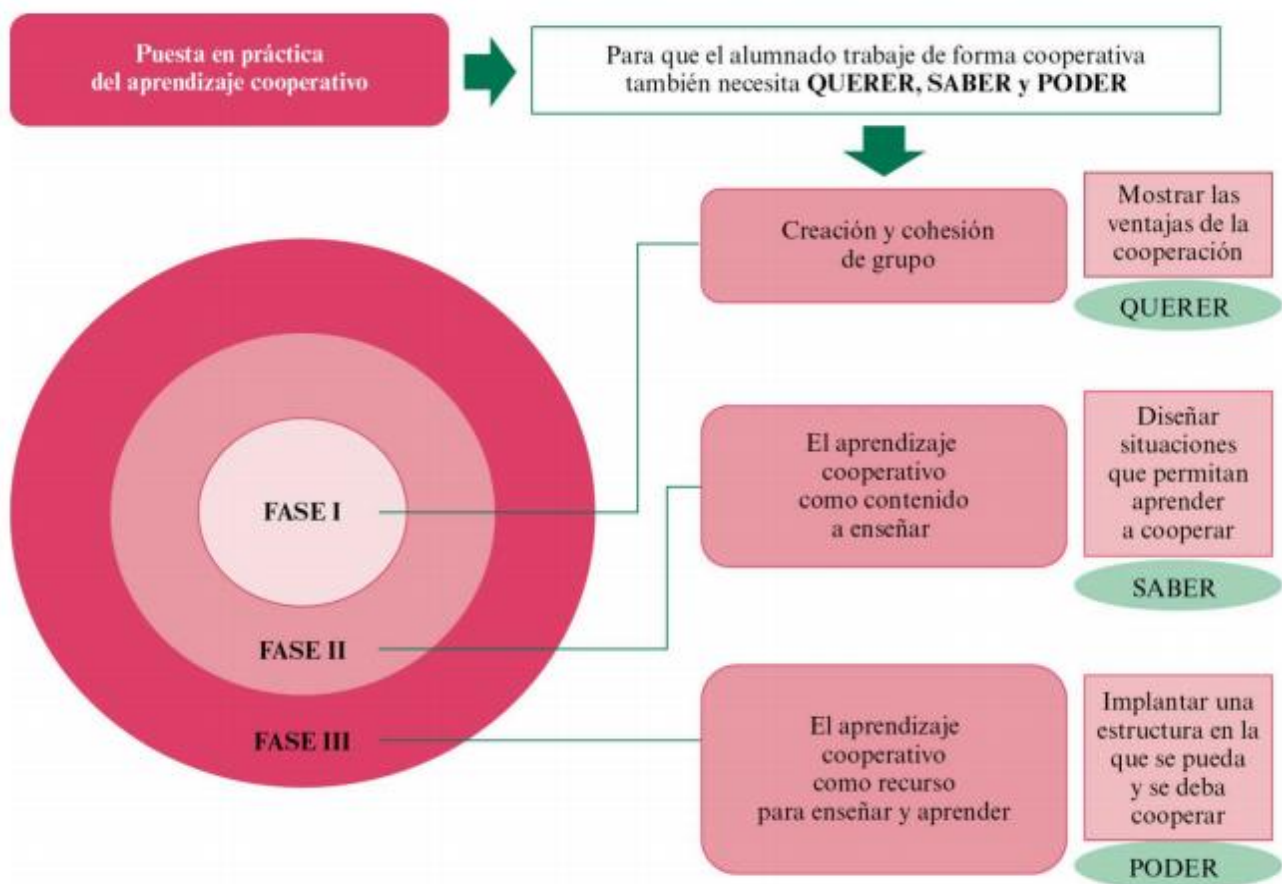 Puesta en práctica
del aprendizaje cooperativo
Para que el alumnado trabaje de forma cooperativa
también necesita QUERER, SABER y PODER
Creación y cohesión
de grupo
Mostrar las
ventajas de la
cooperación
QUERER
FASE I
El aprendizaje
cooperativo
como contenido
a enseñar
Diseñar
situaciones
que permitan
aprender
a cooperar
SABER
FASE II
FASE III
El aprendizaje
cooperativo
como recurso
para enseñar y aprender
Implantar una
estructura en la
que se pueda
y se deba
cooperar
PODER